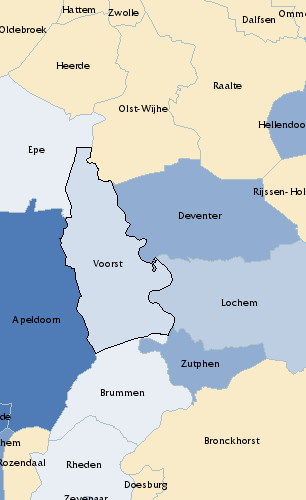 Hattem
Zwolle
Omme
Dalfsen
Oldebroek
Heerde
Raalte
Olst-Wijhe
Hellendoo
Epe
Rijssen-Hol
Deventer
Voorst
Lochem
Apeldoorn
Zutphen
Brummen
de
hem
Bronckhorst
Rozendaal
Rheden
Doesburg
Zevenaar